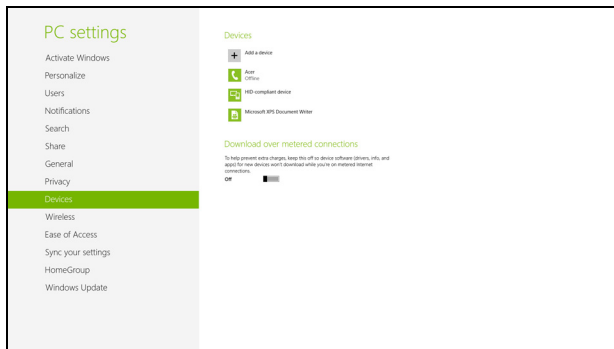 PC settings
Activate Windows
Personalize
Users
Notifications
Search
Share
General
Privacy
Devices
Wireless
Ease of Access
Sync your settings
HomeGroup
Windows Update
Devices
Add a device
Acer
Offline
HID-compliant device
Microsoft XPS Document Writer
Download over metered connections
To help prevent extra charges, keep this off so device software (drivers, info, and
apps) for new devices won't download while you're on metered Internet
connections.
Off